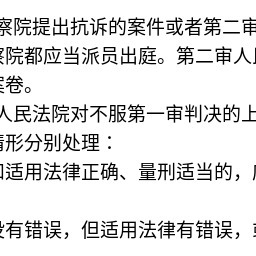 察院提出抗诉的案件或者第二审
察院都应当派员出庭。第二审人民
案卷。
人民法院对不服第一审判决的上
情形分别处理：
和适用法律正确、量刑适当的，应
没有错误，但适用法律有错误，或